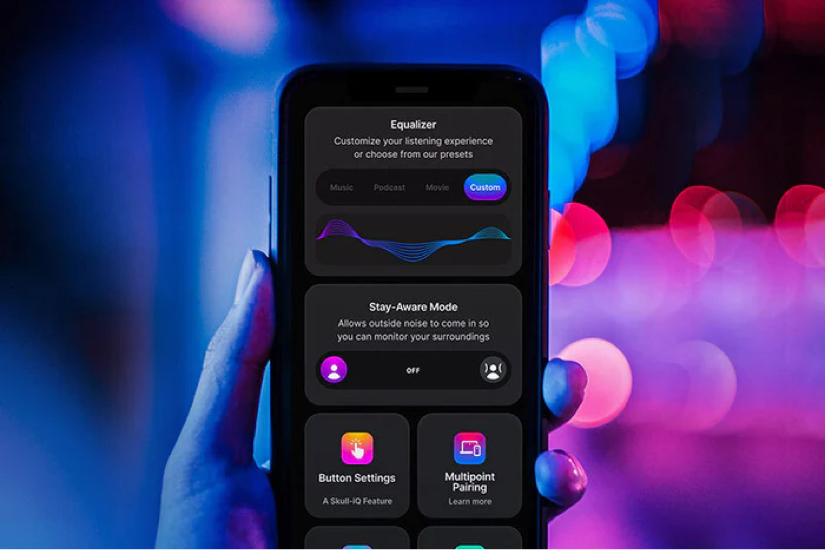 Equalizer
Customize your listening experience
or choose from our presets
Music Podcast Movie Custom
Stay-Aware Mode
Allows outside noise to come in so
you can monitor your surroundings
OFF
Button Settings
A Skull-iQ Feature
Multipoint
Pairing
Learn more